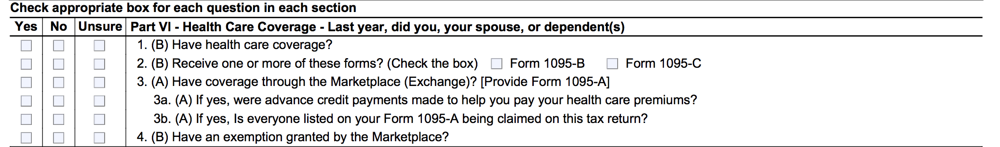 Check appropriate box for each question in each section
Yes No Unsure Part VI - Health Care Coverage - Last year, did you, your spouse, or dependent(s)
1. (B) Have health care coverage?
2. (B) Receive one or more of these forms? (Check the box) Form 1095-B Form 1095-C
3. (A) Have coverage through the Marketplace (Exchange)? [Provide Form 1095-A]
3a. (A) If yes, were advance credit payments made to help you pay your health care premiums?
3b. (A) If yes, Is everyone listed on your Form 1095-A being claimed on this tax return?
4. (B) Have an exemption granted by the Marketplace?